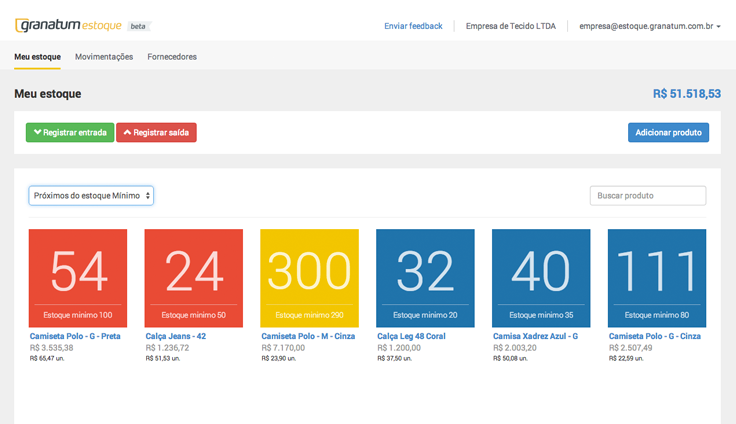 granatum estoque beta
Enviar feedback Empresa de Tecido LTDA empresa@estoque.granatum.com.br
Meu estoque Movimentações Fornecedores
Meu estoque R$ 51.518,53
Registrar entrada Registrar saída Adicionar produto
Próximos do estoque Mínimo Buscar produto
54 24 300 32 40 111
Estoque mínimo 100 Estoque mínimo 50 Estoque mínimo 290 Estoque mínimo 20 Estoque mínimo 35 Estoque mínimo 80
Camiseta Polo - G - Preta Calça Jeans - 42 Camiseta Polo - M - Cinza Calça Leg 48 Coral Camisa Xadrez Azul - G Camiseta Polo - G - Cinza
R$ 3.535,38 R$ 1.236,72 R$ 7.170,00 R$ 1.200,00 R$ 2.003,20 R$ 2.507,49
R$ 65,47 un. R$ 51,53 un. R$ 23,90 un. R$ 37,50 un. R$ 50,08 un. R$ 22,59 un.